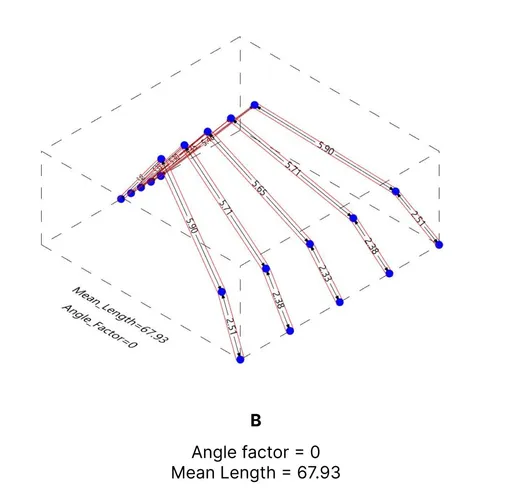 5.90
5.71
5.65
2.51
5.71
5.90
2.38
2.33
2.38
2.51
Mean_Length=67.93
Angle_Factor=0
B
Angle factor = 0
Mean Length = 67.93